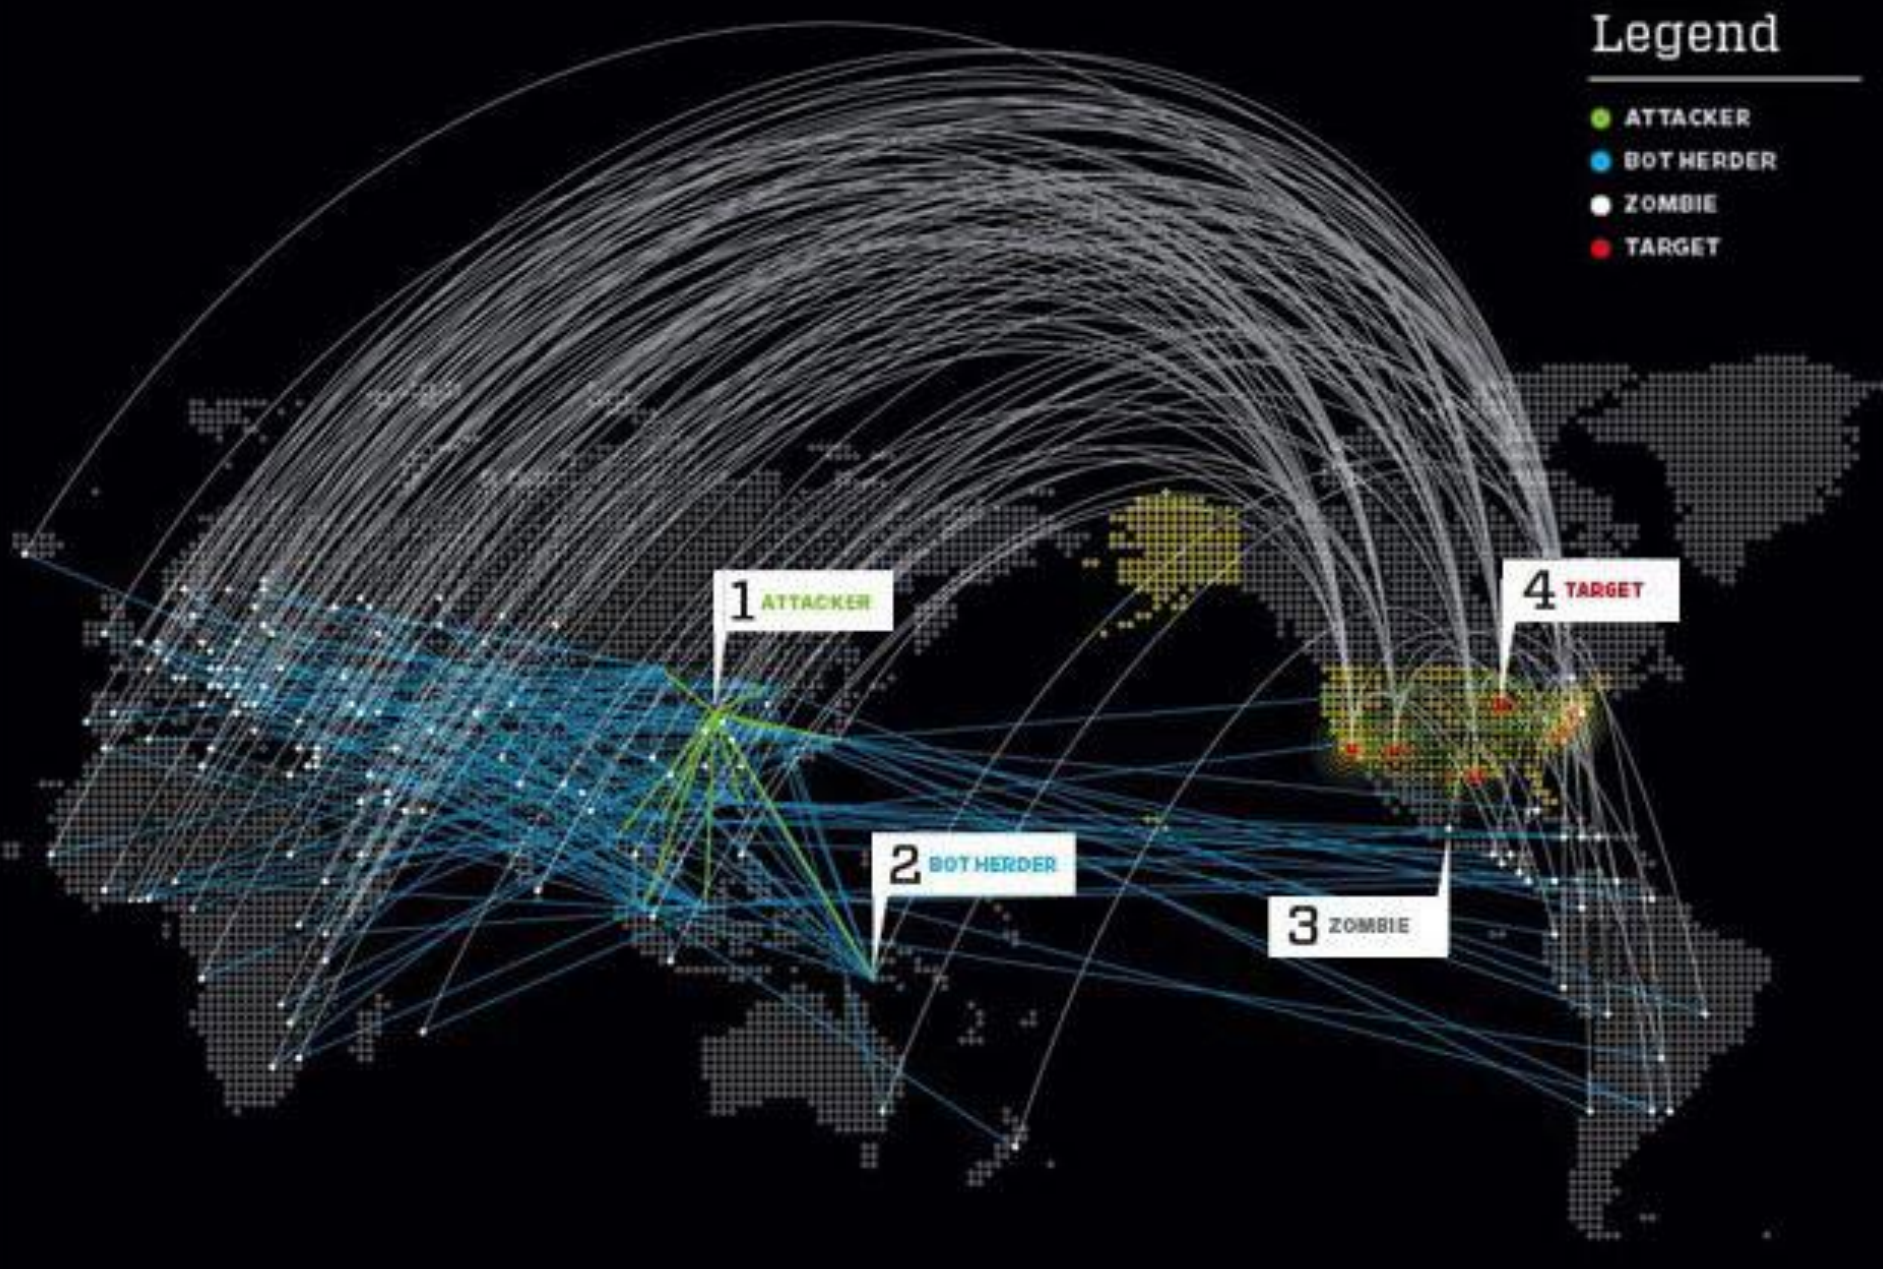 Legend
ATTACKER
BOT HERDER
ZOMBIE
TARGET
1 ATTACKER
4 TARGET
2 BOT HERDER
3 ZOMBIE